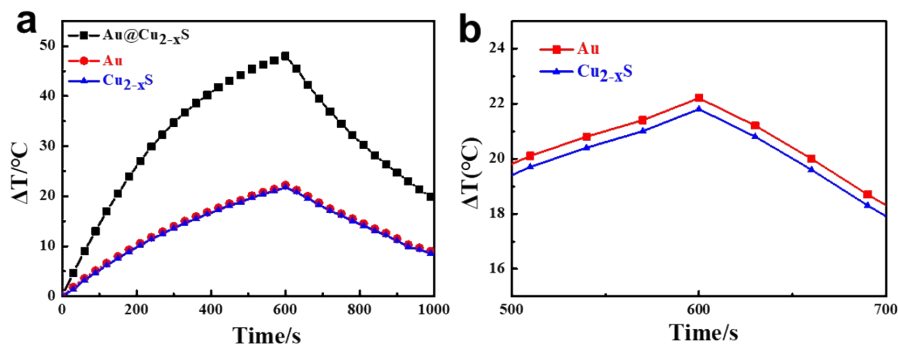 a
50
40
30
20
10
0
ΔT/°C
Au@Cu2-xS
Au
Cu2-xS
0 200 400 600 800 1000
Time/s
b
24
22
20
18
16
ΔT(°C)
Au
Cu2-xS
500 600 700
Time/s